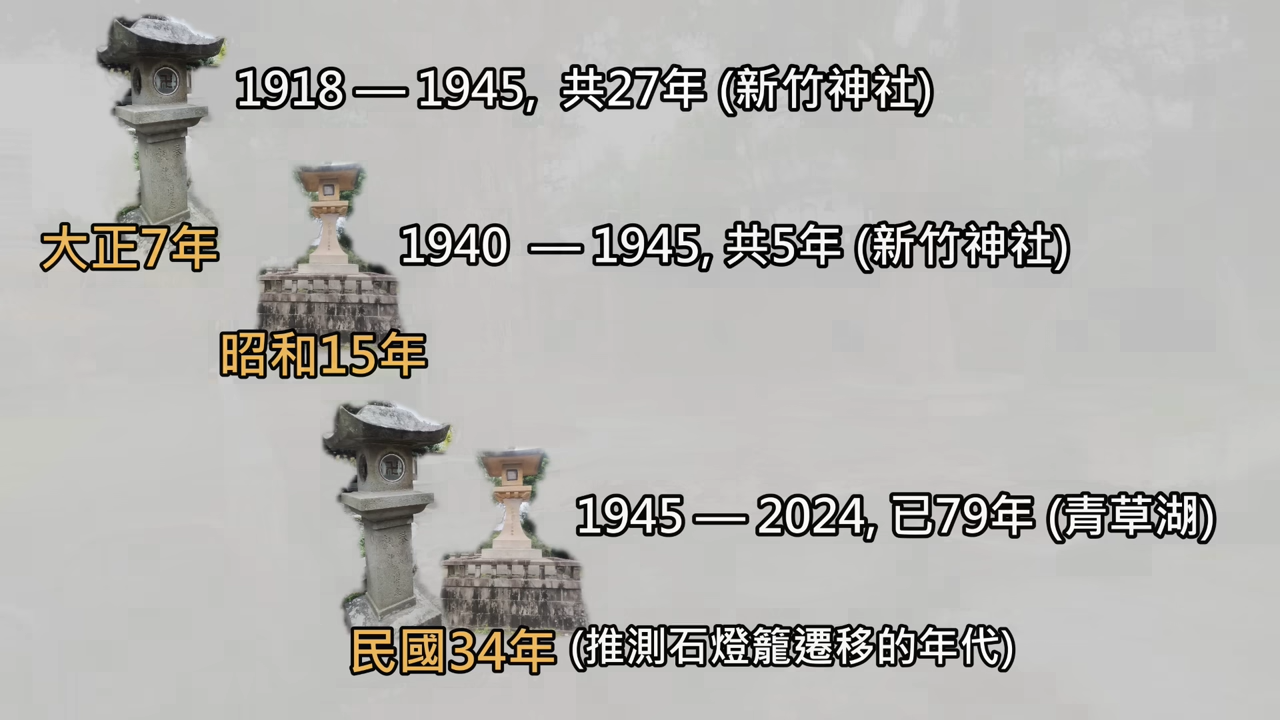 1918 — 1945, 共27年 (新竹神社)
大正7年
1940 — 1945, 共5年 (新竹神社)
昭和15年
1945 — 2024, 已79年 (青草湖)
民國34年 (推測石燈籠遷移的年代)